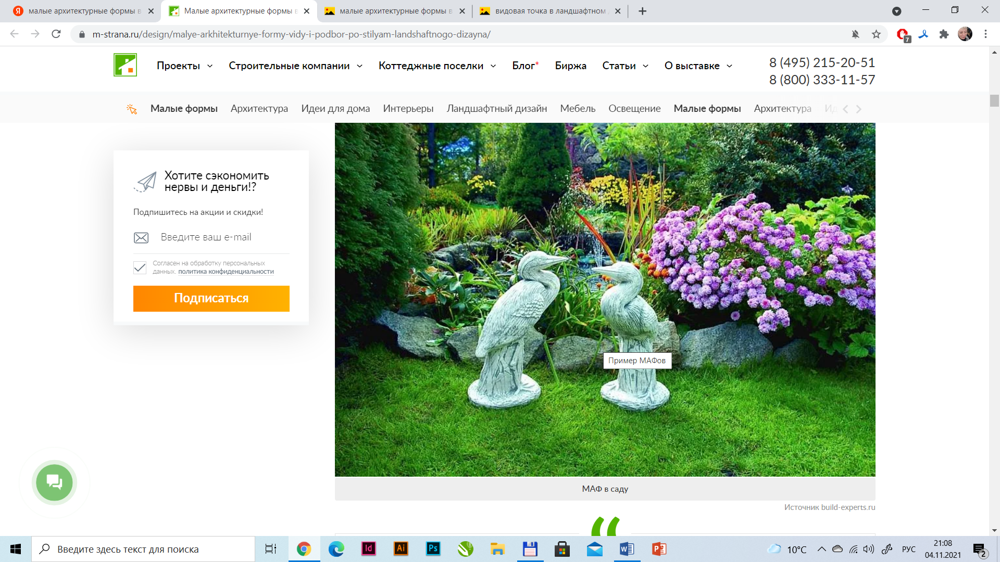 малые архитектурные формы в
Малые архитектурные формы в
малые архитектурные формы в
видовая точка в ландшафтном
m-strana.ru/design/malye-arkhitekturnye-formy-vidy-i-podbor-po-stilyam-landshaftnogo-dizayna/
7
Проекты
Строительные компании
Коттеджные поселки
Блог*
Биржа
Статьи
О выставке
8 (495) 215-20-51
8 (800) 333-11-57
Малые формы
Архитектура
Идеи для дома
Интерьеры
Ландшафтный дизайн
Мебель
Освещение
Малые формы
Архитектура
Ид
Хотите сэкономить
нервы и деньги!?
Подпишитесь на акции и скидки!
Введите ваш e-mail
Согласен на обработку персональных
данных. политика конфиденциальности
Подписаться
Пример МАФов
МАФ в саду
Источник build-experts.ru
“
Введите здесь текст для поиска
Id
Ai
Ps
10°C
РУС
21:08
04.11.2021
2